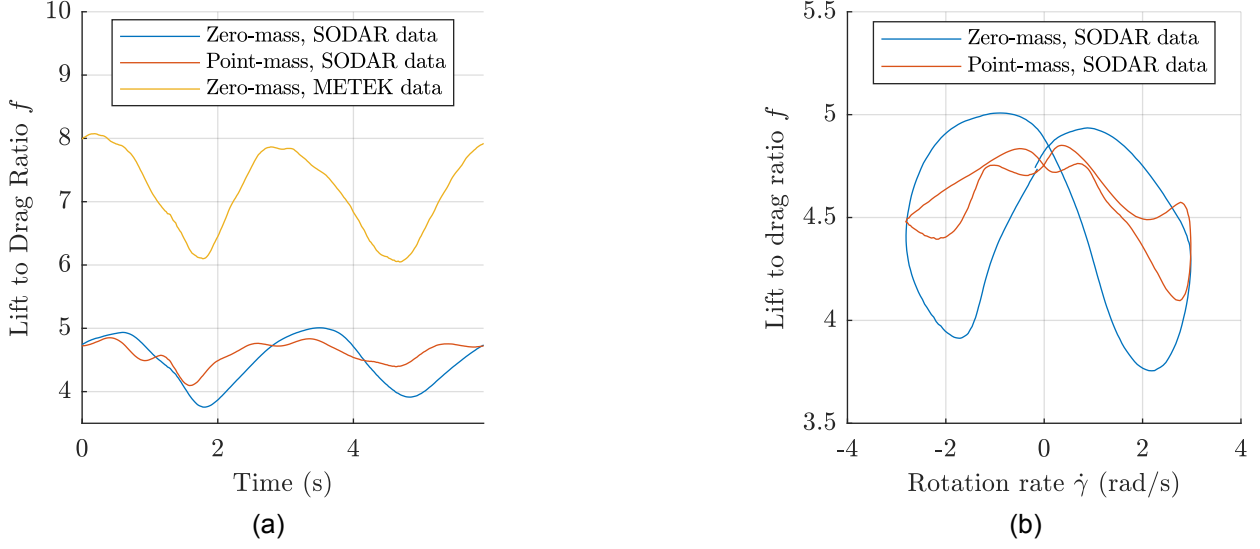 10
9
8
7
6
5
4
0
2
4
Lift to Drag Ratio f
Time (s)
Zero-mass, SODAR data
Point-mass, SODAR data
Zero-mass, METEK data
(a)
5.5
5
4.5
4
3.5
-4
-2
0
2
4
Lift to drag ratio f
Rotation rate γ̇ (rad/s)
Zero-mass, SODAR data
Point-mass, SODAR data
(b)